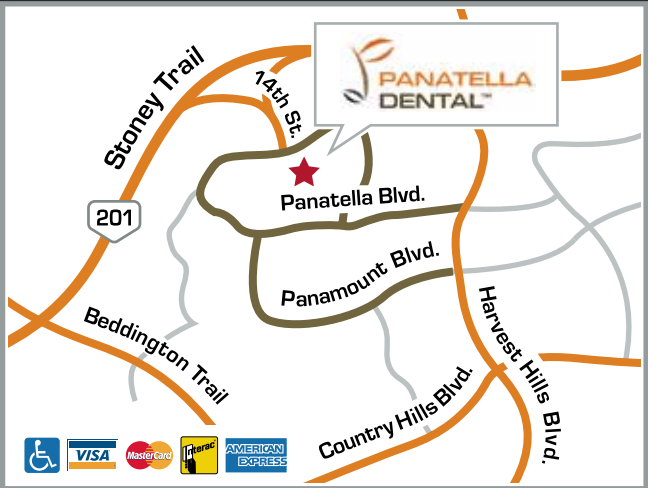 Stoney Trail
14th St.
PANATELLA
DENTAL™
201
Panatella Blvd.
Panamount Blvd.
Beddington Trail
Harvest Hills Blvd.
Country Hills Blvd.
VISA
MasterCard
Interac
AMERICAN
EXPRESS